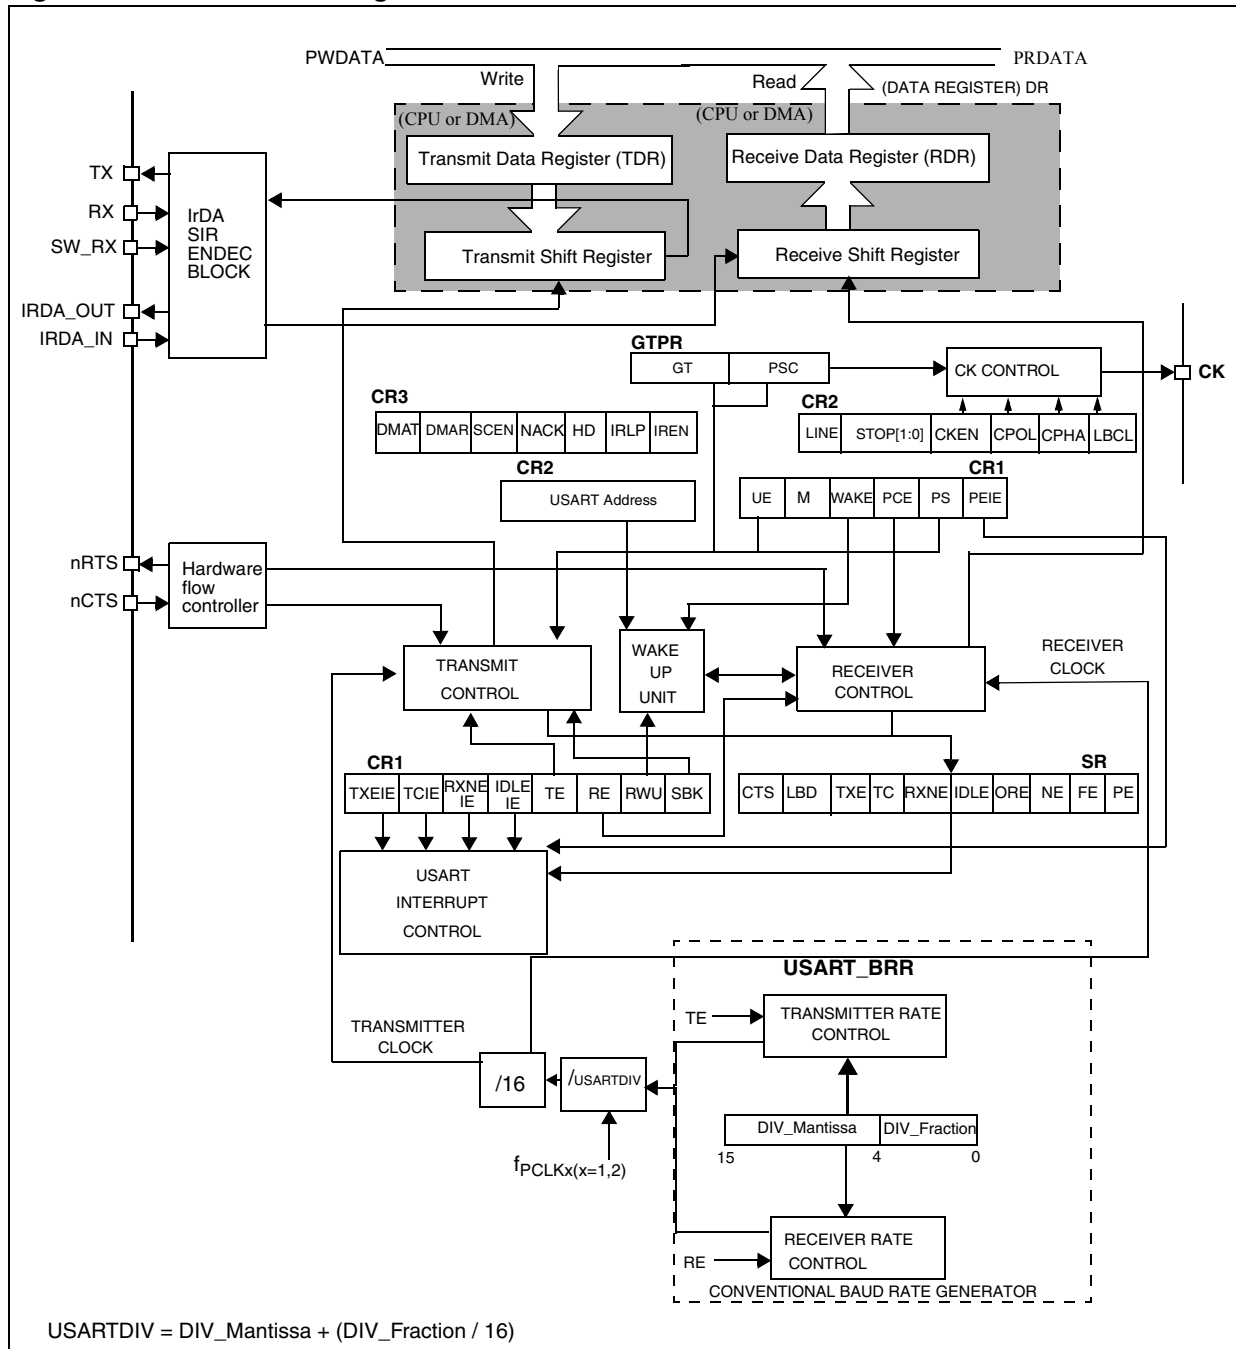 PWDATA
PRDATA
Write
Read
(DATA REGISTER) DR
(CPU or DMA)
(CPU or DMA)
Transmit Data Register (TDR)
Receive Data Register (RDR)
TX
RX
SW_RX
IRDA_OUT
IRDA_IN
IrDA
SIR
ENDEC
BLOCK
Transmit Shift Register
Receive Shift Register
GTPR
GT
PSC
CK CONTROL
CK
CR3
DMAT DMAR SCEN NACK HD IRLP IREN
CR2
LINE STOP[1:0] CKEN CPOL CPHA LBCL
CR2
USART Address
CR1
UE M WAKE PCE PS PEIE
nRTS
nCTS
Hardware
flow
controller
TRANSMIT
CONTROL
WAKE
UP
UNIT
RECEIVER
CONTROL
RECEIVER
CLOCK
CR1
TXEIE TCIE RXNE IE IDLE IE TE RE RWU SBK
SR
CTS LBD TXE TC RXNE IDLE ORE NE FE PE
USART
INTERRUPT
CONTROL
USART_BRR
TE
TRANSMITTER RATE
CONTROL
TRANSMITTER
CLOCK
/16
/USARTDIV
fPCLKx(x=1,2)
DIV_Mantissa DIV_Fraction
15 4 0
RE
RECEIVER RATE
CONTROL
CONVENTIONAL BAUD RATE GENERATOR
USARTDIV = DIV_Mantissa + (DIV_Fraction / 16)